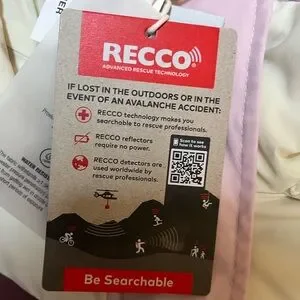 RECCO
ADVANCED RESCUE TECHNOLOGY
IF LOST IN THE OUTDOORS OR IN THE
EVENT OF AN AVALANCHE ACCIDENT:
RECCO technology makes you
searchable to rescue professionals.
RECCO reflectors
require no power.
RECCO detectors are
used worldwide by
rescue professionals.
Scan to see
how it works
Be Searchable